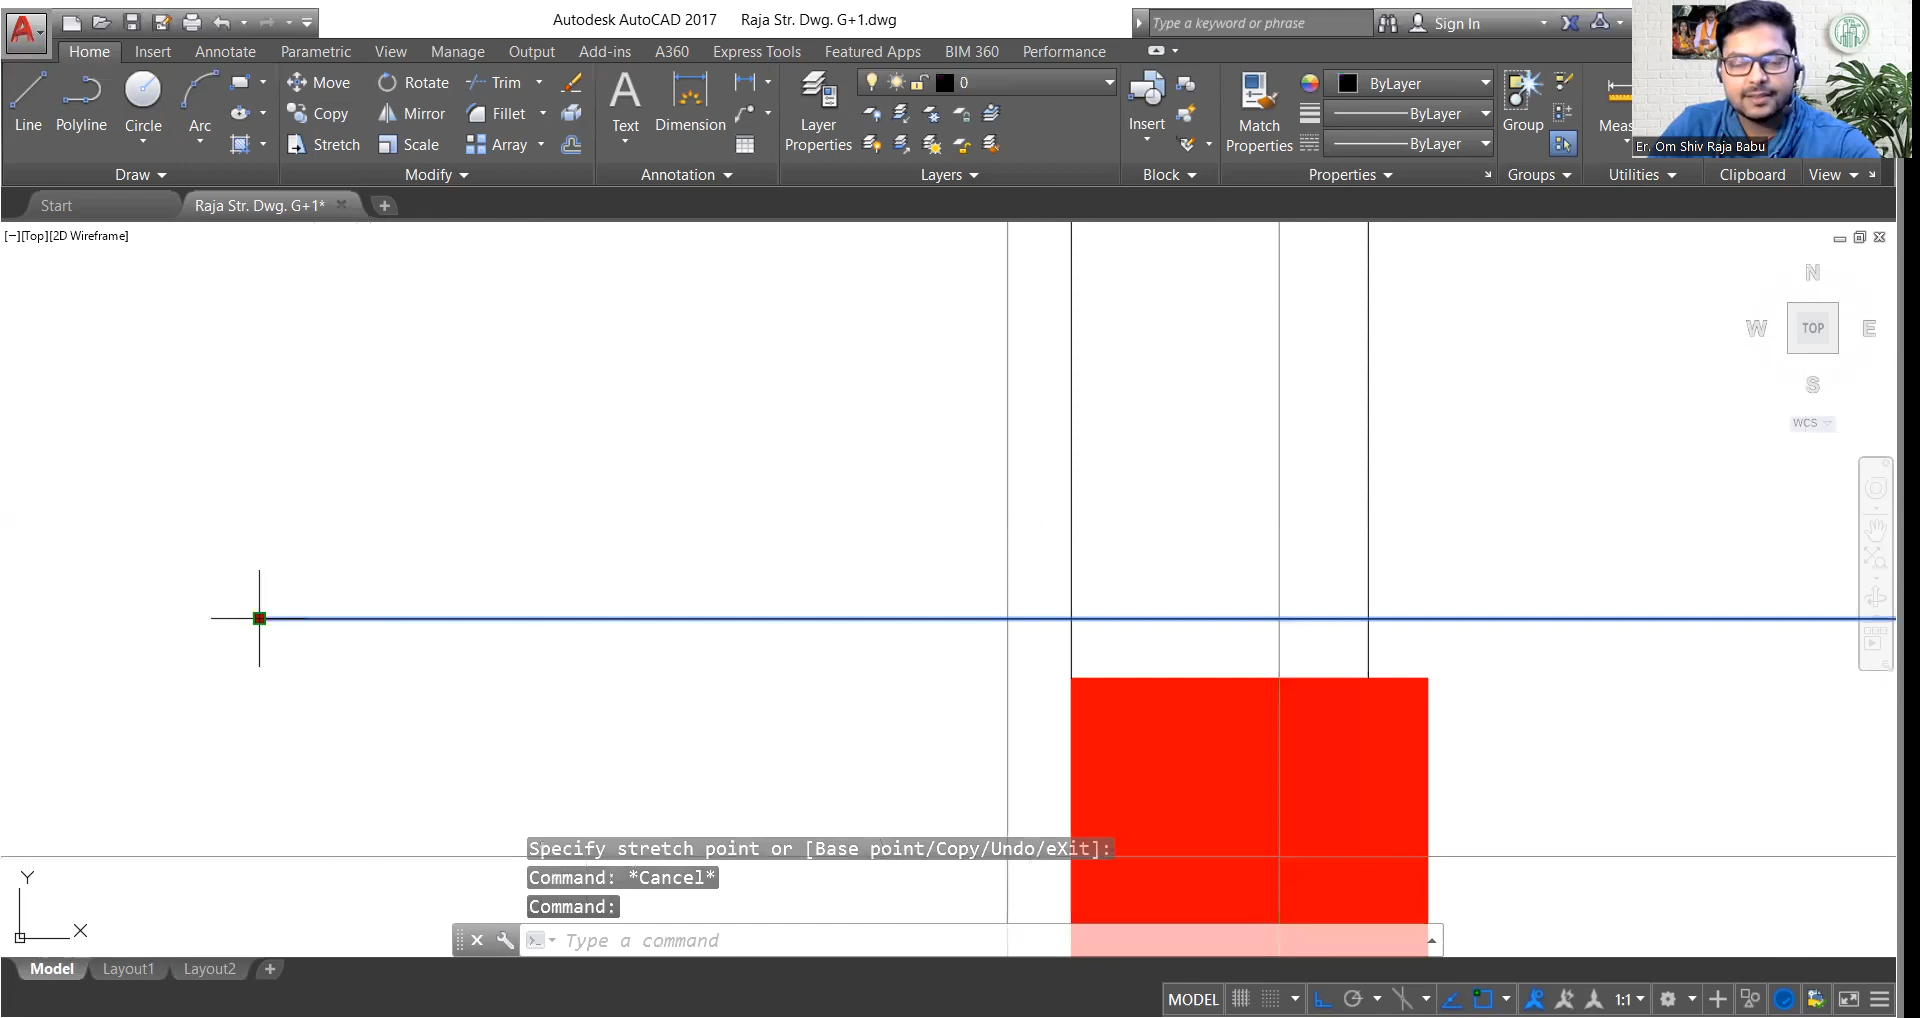 Autodesk AutoCAD 2017 Raja Str. Dwg. G+1.dwg
Type a keyword or phrase
Sign In
Home Insert Annotate Parametric View Manage Output Add-ins A360 Express Tools Featured Apps BIM 360 Performance
Line Polyline Circle Arc
Move Rotate Trim
Copy Mirror Fillet
Stretch Scale Array
Text Dimension
Layer Properties
0
Insert
Match Properties
ByLayer
ByLayer
ByLayer
Group
Meas
Er. Om Shiv Raja Babu
Draw Modify Annotation Layers Block Properties Groups Utilities Clipboard View
Start Raja Str. Dwg. G+1*
[−][Top][2D Wireframe]
N
W TOP E
S
WCS
Specify stretch point or [Base point/Copy/Undo/eXit]:
Command: *Cancel*
Command:
Type a command
Y
X
Model Layout1 Layout2
MODEL 1:1